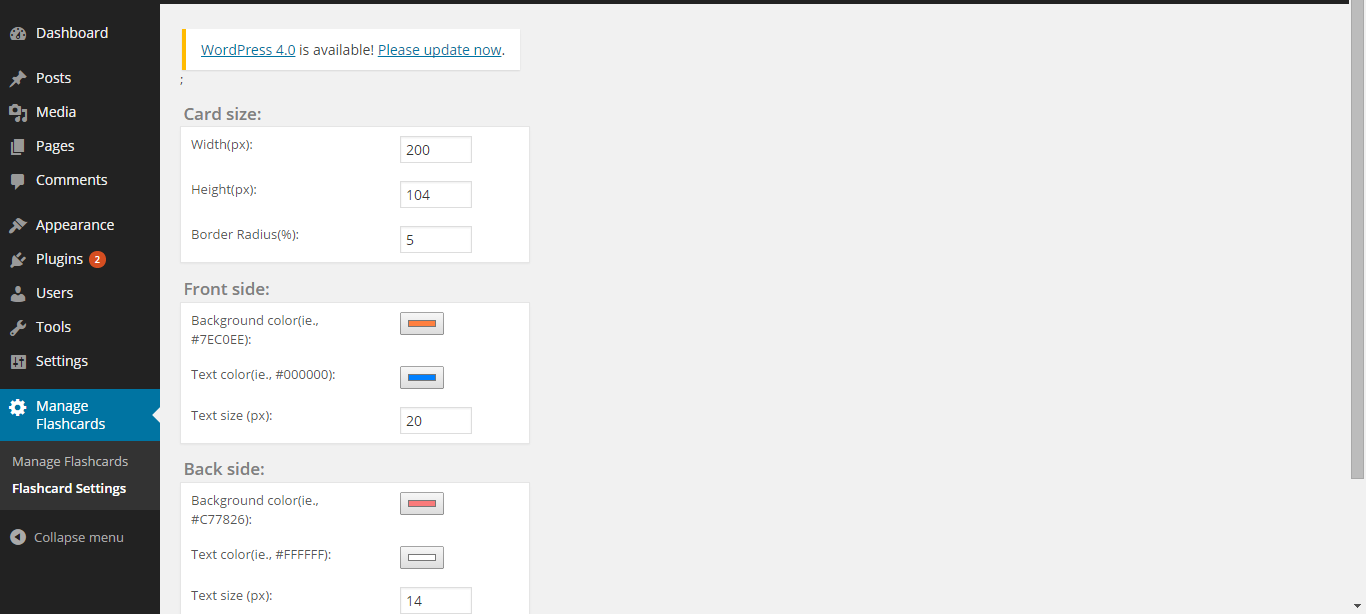 Dashboard
Posts
Media
Pages
Comments
Appearance
Plugins 2
Users
Tools
Settings
Manage
Flashcards
Manage Flashcards
Flashcard Settings
Collapse menu
WordPress 4.0 is available! Please update now.
;
Card size:
Width(px): 200
Height(px): 104
Border Radius(%): 5
Front side:
Background color(ie.,
#7EC0EE):
Text color(ie., #000000):
Text size (px): 20
Back side:
Background color(ie.,
#C77826):
Text color(ie., #FFFFFF):
Text size (px): 14